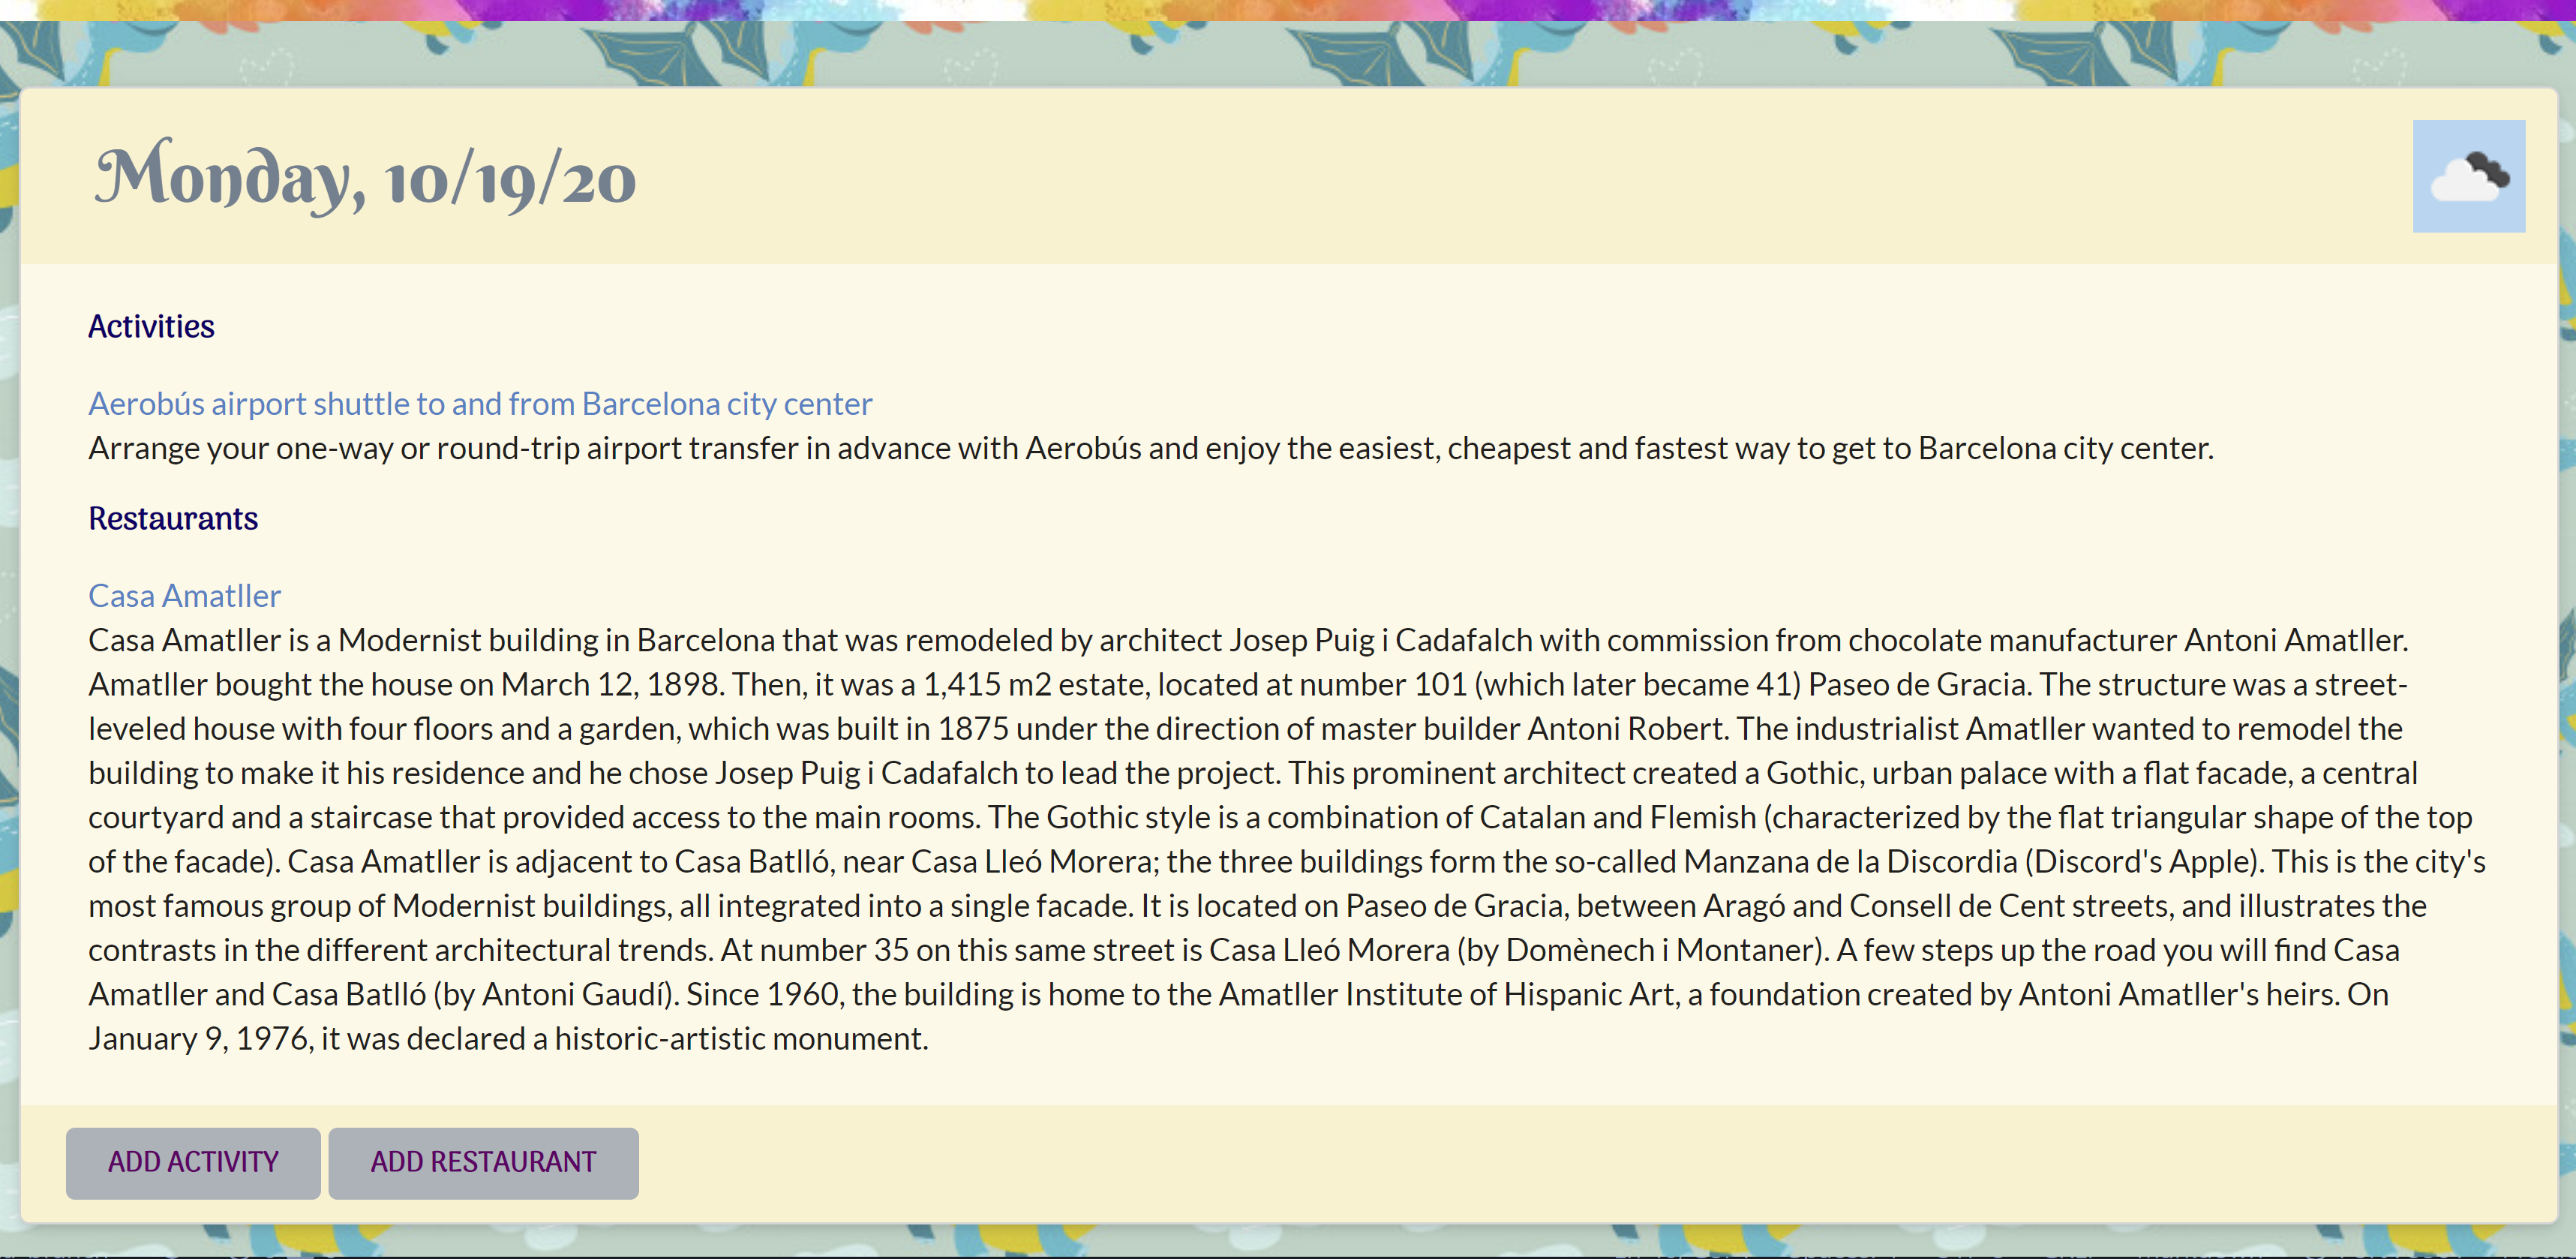 Monday, 10/19/20
Activities
Aerobús airport shuttle to and from Barcelona city center
Arrange your one-way or round-trip airport transfer in advance with Aerobús and enjoy the easiest, cheapest and fastest way to get to Barcelona city center.
Restaurants
Casa Amatller
Casa Amatller is a Modernist building in Barcelona that was remodeled by architect Josep Puig i Cadafalch with commission from chocolate manufacturer Antoni Amatller.
Amatller bought the house on March 12, 1898. Then, it was a 1,415 m2 estate, located at number 101 (which later became 41) Paseo de Gracia. The structure was a street-
leveled house with four floors and a garden, which was built in 1875 under the direction of master builder Antoni Robert. The industrialist Amatller wanted to remodel the
building to make it his residence and he chose Josep Puig i Cadafalch to lead the project. This prominent architect created a Gothic, urban palace with a flat facade, a central
courtyard and a staircase that provided access to the main rooms. The Gothic style is a combination of Catalan and Flemish (characterized by the flat triangular shape of the top
of the facade). Casa Amatller is adjacent to Casa Batlló, near Casa Lleó Morera; the three buildings form the so-called Manzana de la Discordia (Discord's Apple). This is the city's
most famous group of Modernist buildings, all integrated into a single facade. It is located on Paseo de Gracia, between Aragó and Consell de Cent streets, and illustrates the
contrasts in the different architectural trends. At number 35 on this same street is Casa Lleó Morera (by Domènech i Montaner). A few steps up the road you will find Casa
Amatller and Casa Batlló (by Antoni Gaudí). Since 1960, the building is home to the Amatller Institute of Hispanic Art, a foundation created by Antoni Amatller's heirs. On
January 9, 1976, it was declared a historic-artistic monument.
ADD ACTIVITY ADD RESTAURANT